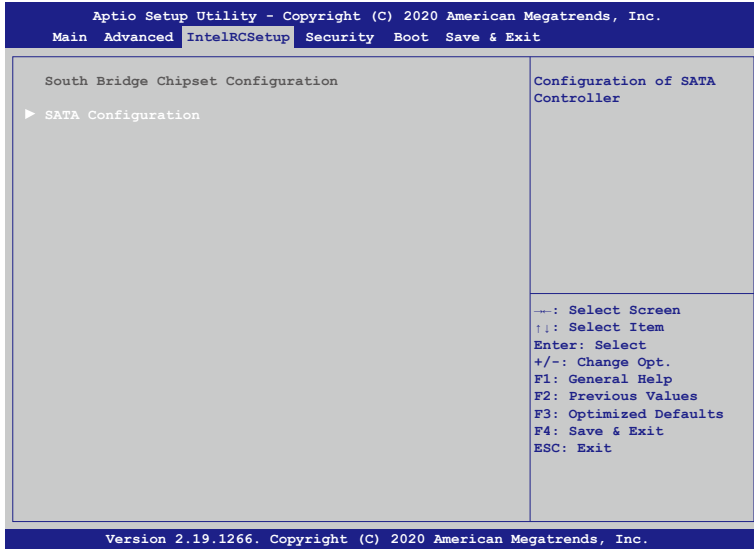 Aptio Setup Utility - Copyright (C) 2020 American Megatrends, Inc.
Main Advanced IntelRCSetup Security Boot Save & Exit
South Bridge Chipset Configuration
► SATA Configuration
Configuration of SATA
Controller
→←: Select Screen
↑↓: Select Item
Enter: Select
+/-: Change Opt.
F1: General Help
F2: Previous Values
F3: Optimized Defaults
F4: Save & Exit
ESC: Exit
Version 2.19.1266. Copyright (C) 2020 American Megatrends, Inc.